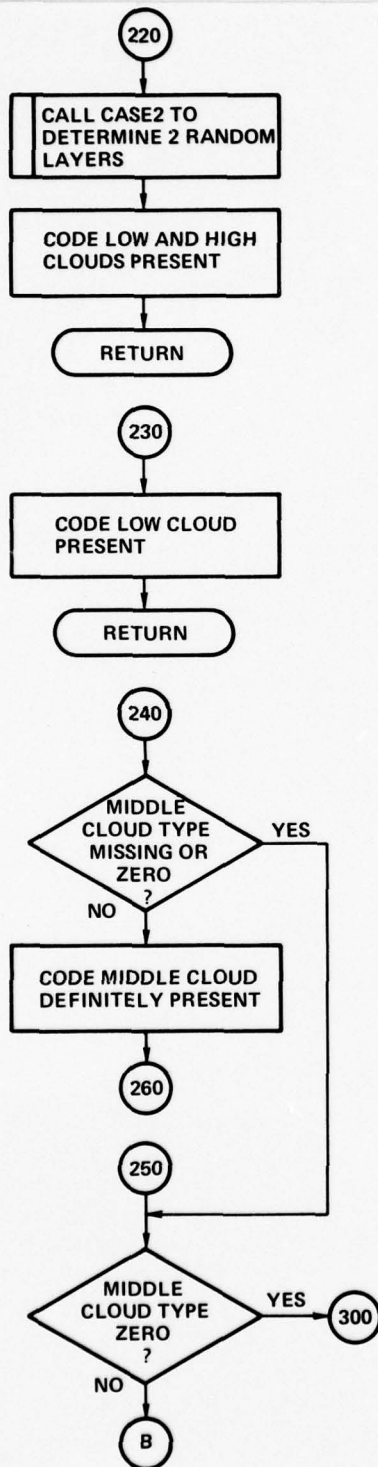 220
CALL CASE2 TO
DETERMINE 2 RANDOM
LAYERS
CODE LOW AND HIGH
CLOUDS PRESENT
RETURN
230
CODE LOW CLOUD
PRESENT
RETURN
240
MIDDLE
CLOUD TYPE
MISSING OR
ZERO
?
YES
NO
CODE MIDDLE CLOUD
DEFINITELY PRESENT
260
250
MIDDLE
CLOUD TYPE
ZERO
?
YES
300
NO
B